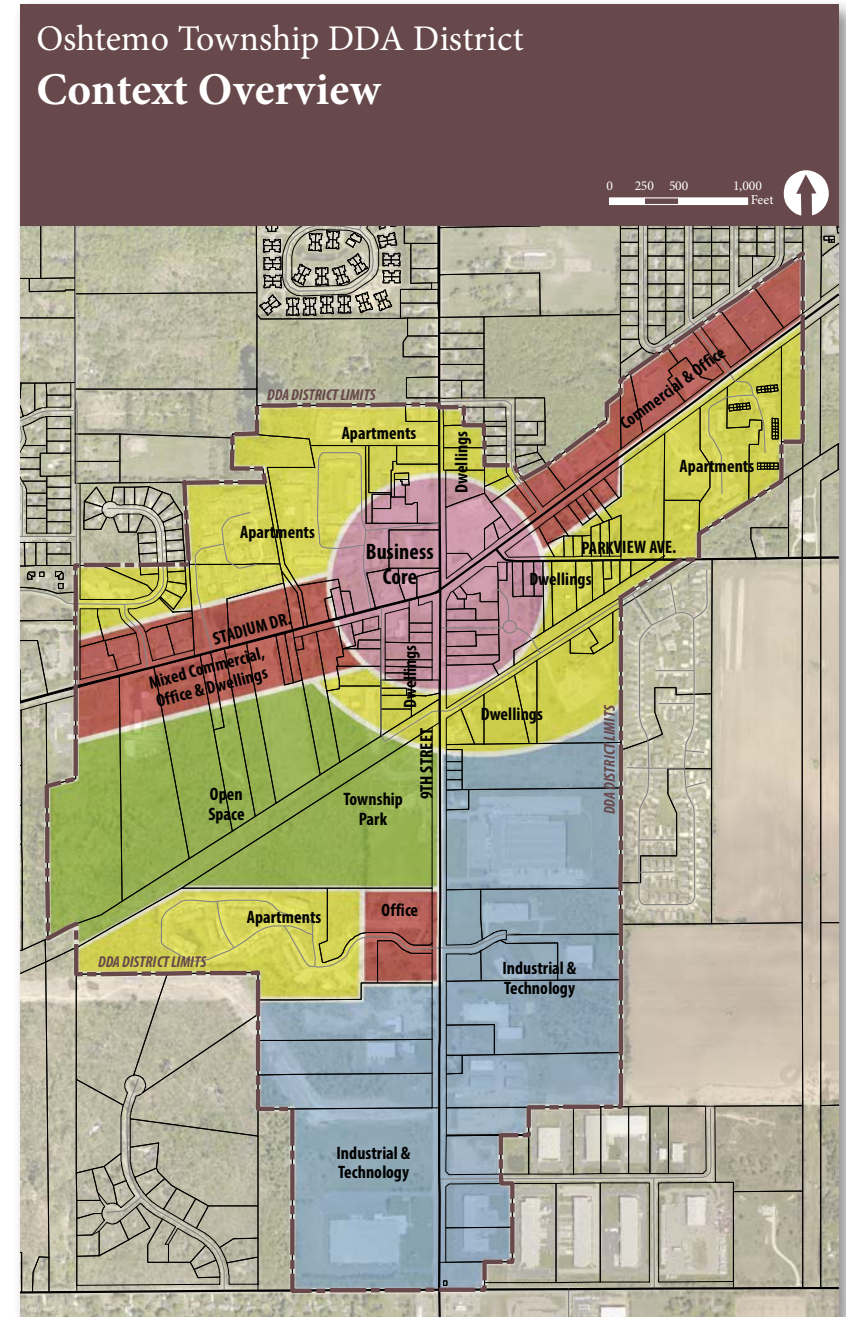 Oshtemo Township DDA District
Context Overview
0 250 500 1,000
Feet
DDA DISTRICT LIMITS
Commercial & Office
Apartments
Dwellings
Apartments
Apartments
Business
Core
PARKVIEW AVE.
Dwellings
STADIUM DR.
Mixed Commercial,
Office & Dwellings
Dwellings
Dwellings
DDA DISTRICT LIMITS
9TH STREET
Open
Space
Township
Park
Apartments
Office
DDA DISTRICT LIMITS
Industrial &
Technology
Industrial &
Technology